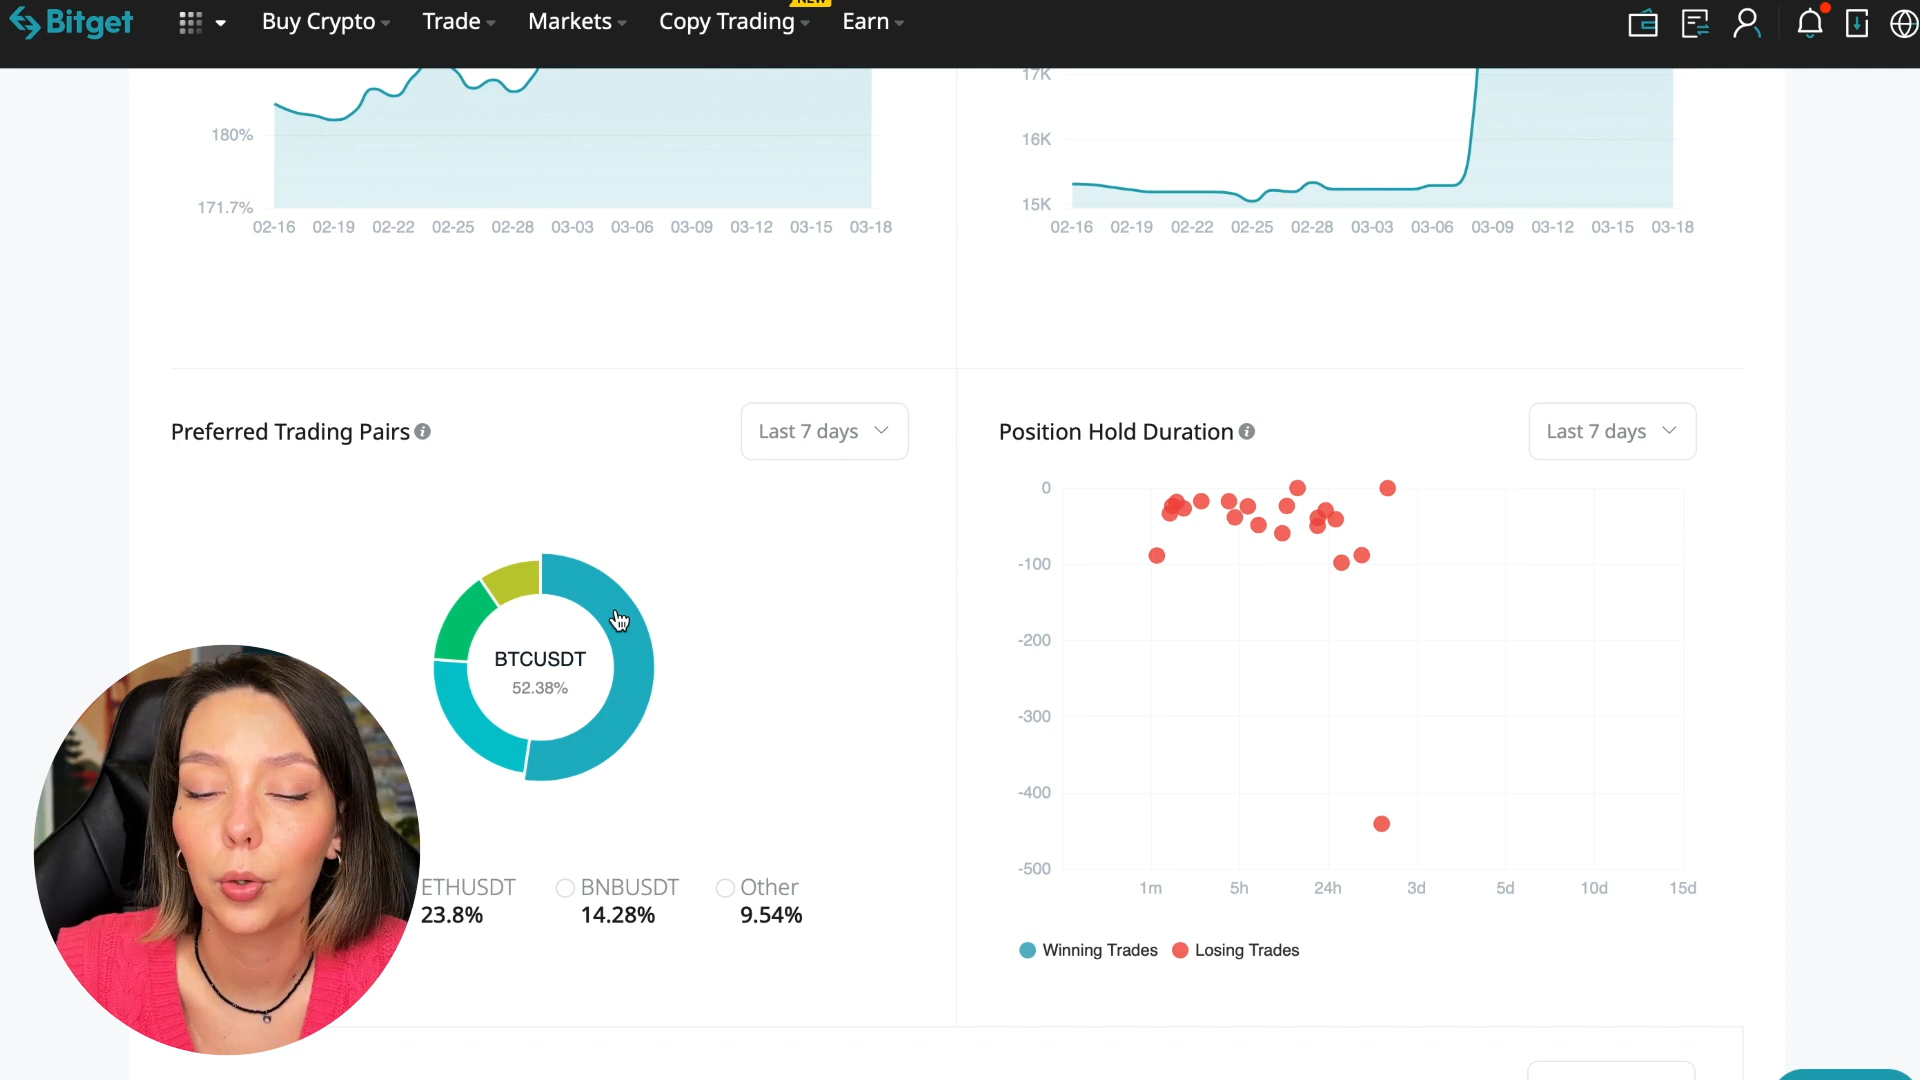 Bitget
Buy Crypto
Trade
Markets
Copy Trading
NEW
Earn
180%
171.7%
02-16 02-19 02-22 02-25 02-28 03-03 03-06 03-09 03-12 03-15 03-18
17K
16K
15K
02-16 02-19 02-22 02-25 02-28 03-03 03-06 03-09 03-12 03-15 03-18
Preferred Trading Pairs
Last 7 days
BTCUSDT
52.38%
ETHUSDT
23.8%
BNBUSDT
14.28%
Other
9.54%
Position Hold Duration
Last 7 days
0
-100
-200
-300
-400
-500
1m 5h 24h 3d 5d 10d 15d
Winning Trades Losing Trades